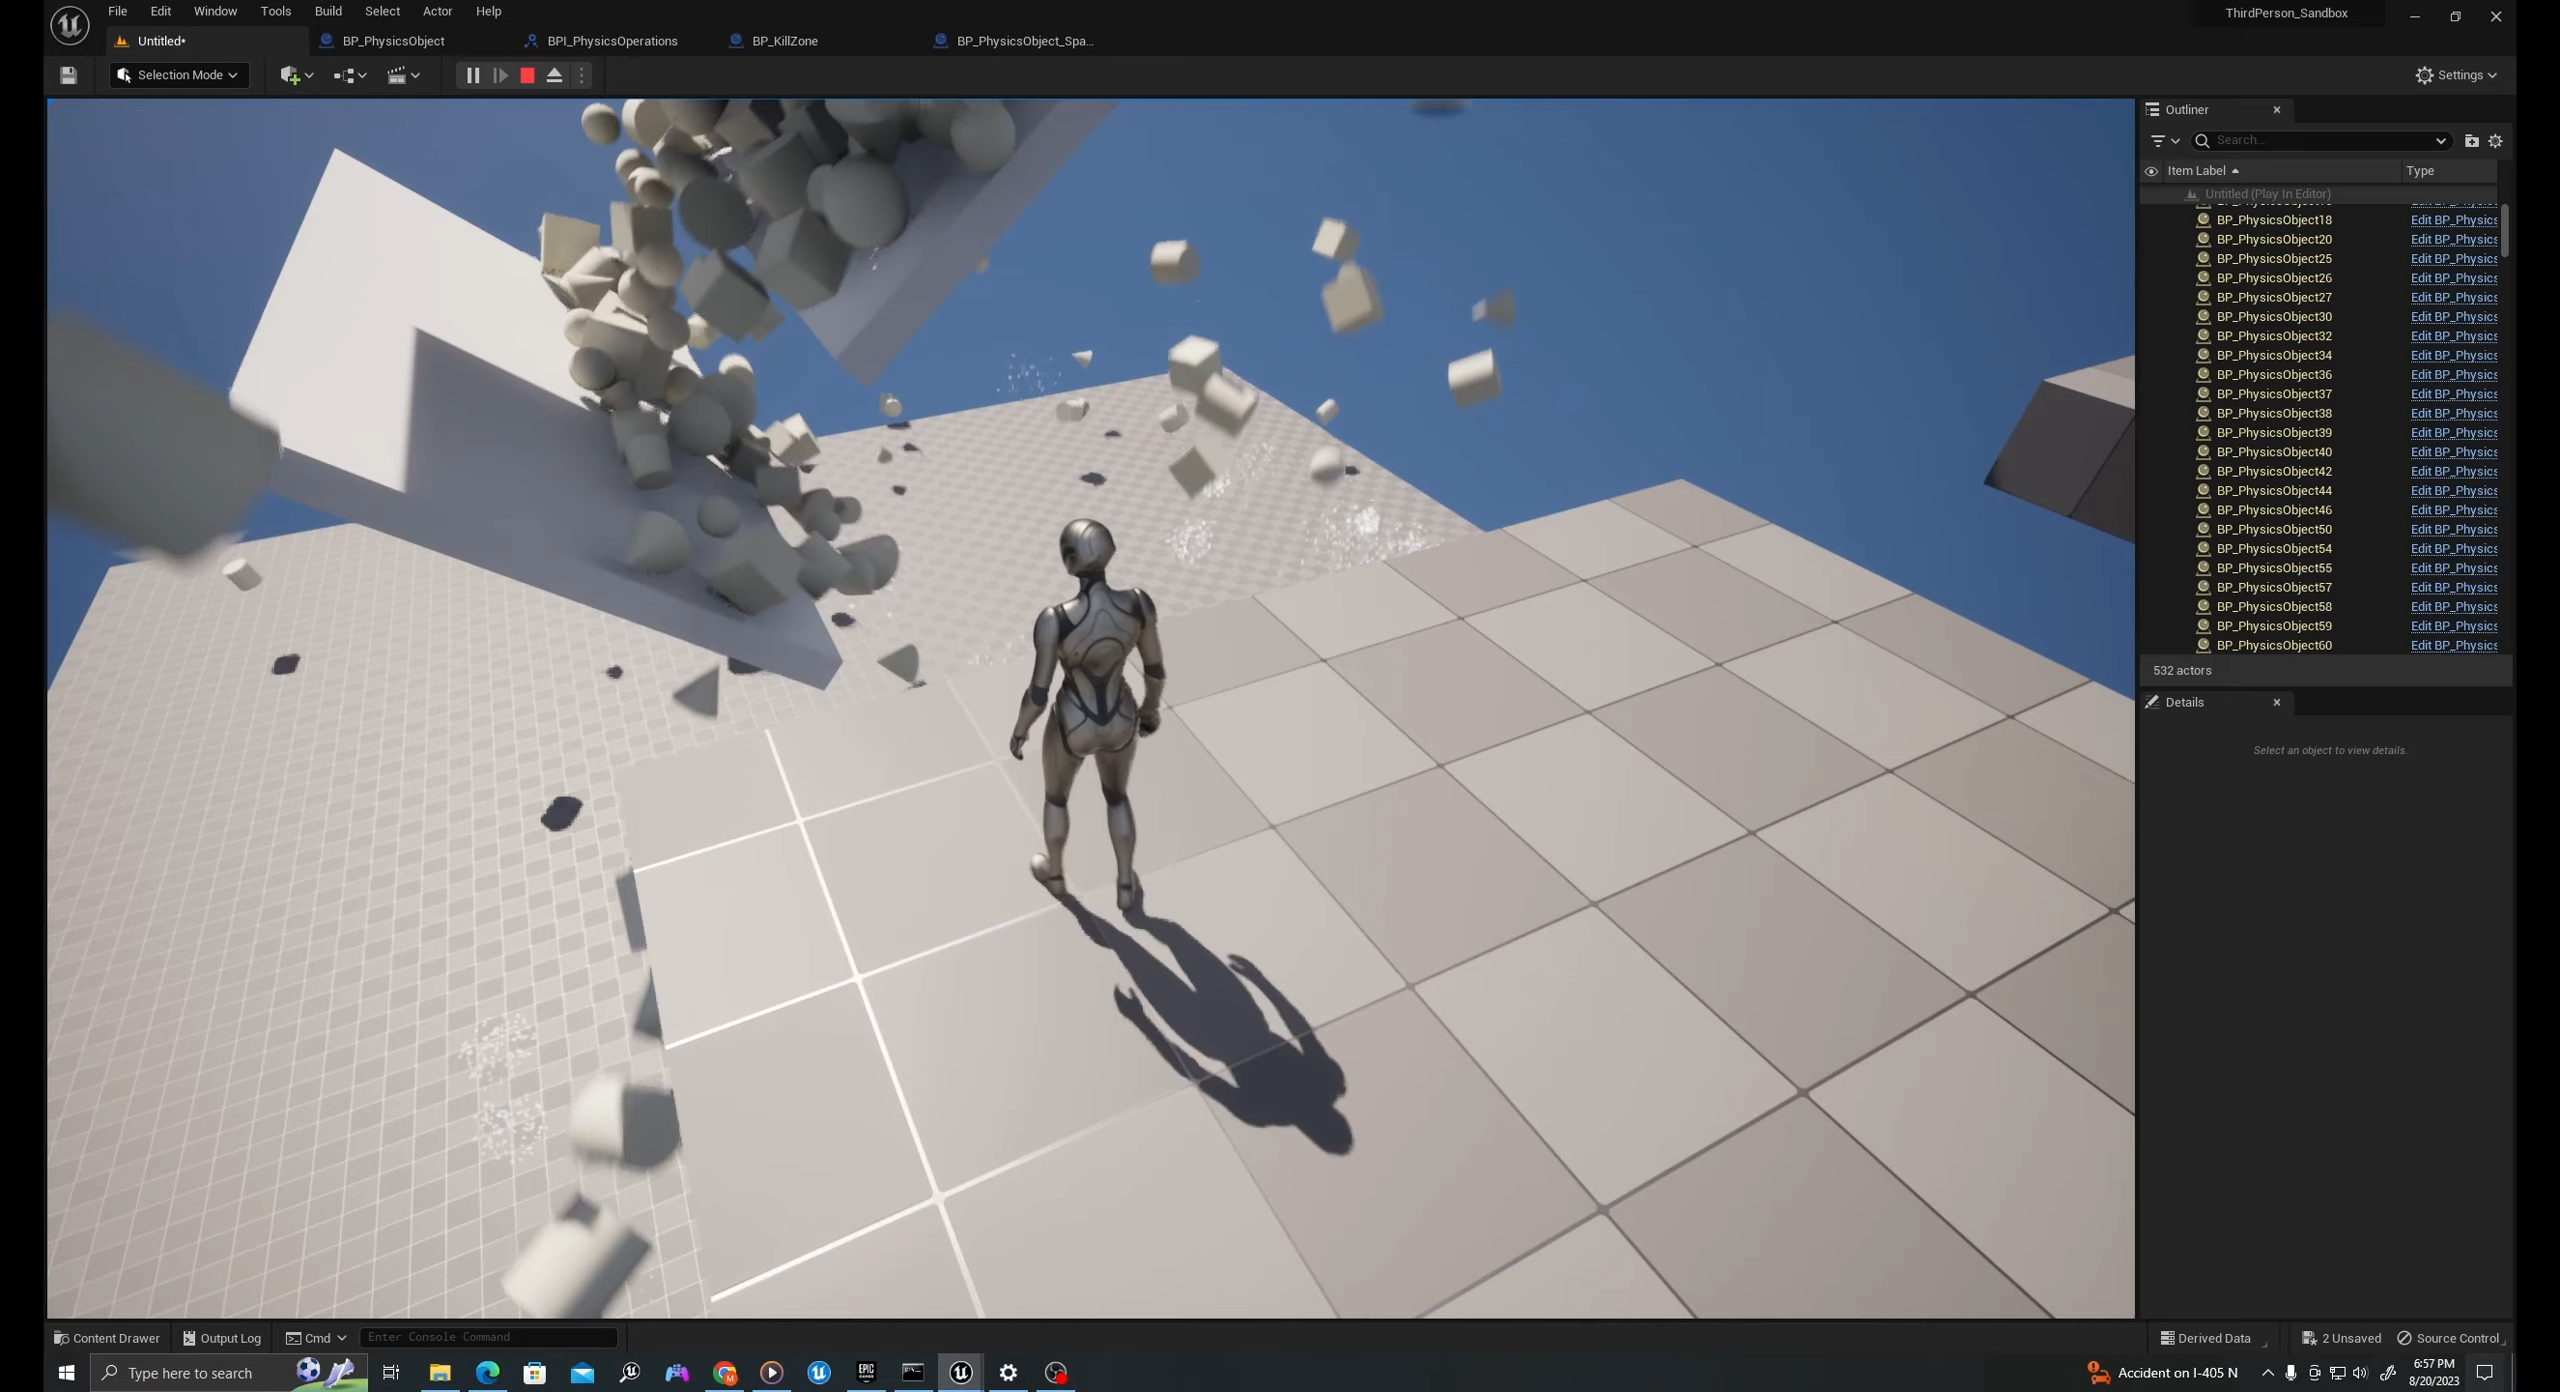 File Edit Window Tools Build Select Actor Help
ThirdPerson_Sandbox
Untitled* BP_PhysicsObject BPI_PhysicsOperations BP_KillZone BP_PhysicsObject_Spa...
Selection Mode
Settings
Outliner
Search...
Item Label Type
Untitled (Play In Editor)
BP_PhysicsObject18 Edit BP_Physics
BP_PhysicsObject20 Edit BP_Physics
BP_PhysicsObject25 Edit BP_Physics
BP_PhysicsObject26 Edit BP_Physics
BP_PhysicsObject27 Edit BP_Physics
BP_PhysicsObject30 Edit BP_Physics
BP_PhysicsObject32 Edit BP_Physics
BP_PhysicsObject34 Edit BP_Physics
BP_PhysicsObject36 Edit BP_Physics
BP_PhysicsObject37 Edit BP_Physics
BP_PhysicsObject38 Edit BP_Physics
BP_PhysicsObject39 Edit BP_Physics
BP_PhysicsObject40 Edit BP_Physics
BP_PhysicsObject42 Edit BP_Physics
BP_PhysicsObject44 Edit BP_Physics
BP_PhysicsObject46 Edit BP_Physics
BP_PhysicsObject50 Edit BP_Physics
BP_PhysicsObject54 Edit BP_Physics
BP_PhysicsObject55 Edit BP_Physics
BP_PhysicsObject57 Edit BP_Physics
BP_PhysicsObject58 Edit BP_Physics
BP_PhysicsObject59 Edit BP_Physics
BP_PhysicsObject60 Edit BP_Physics
532 actors
Details
Select an object to view details.
Content Drawer Output Log Cmd Enter Console Command
Derived Data 2 Unsaved Source Control
Type here to search
EPIC
GAMES
Accident on I-405 N
6:57 PM
8/20/2023